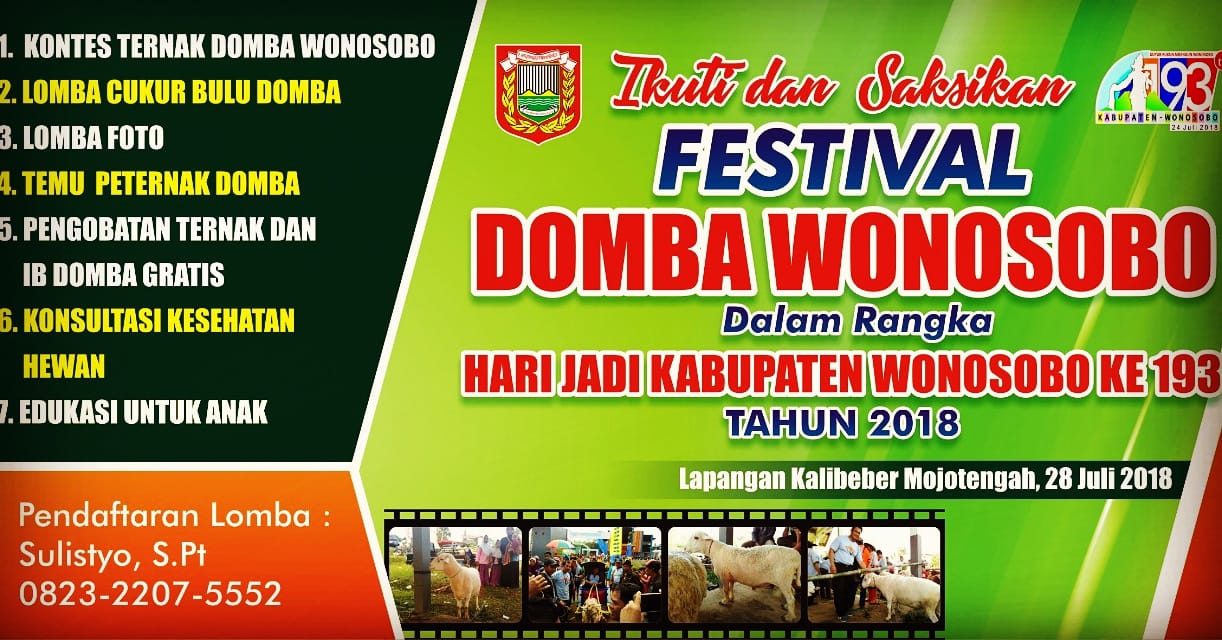 1. KONTES TERNAK DOMBA WONOSOBO
2. LOMBA CUKUR BULU DOMBA
3. LOMBA FOTO
4. TEMU PETERNAK DOMBA
5. PENGOBATAN TERNAK DAN
IB DOMBA GRATIS
6. KONSULTASI KESEHATAN
HEWAN
7. EDUKASI UNTUK ANAK
Pendaftaran Lomba :
Sulistyo, S.Pt
0823-2207-5552
Ikuti dan Saksikan
193
KABUPATEN-WONOSOBO
24 Juli 2018
FESTIVAL
DOMBA WONOSOBO
Dalam Rangka
HARI JADI KABUPATEN WONOSOBO KE 193
TAHUN 2018
Lapangan Kalibeber Mojotengah, 28 Juli 2018